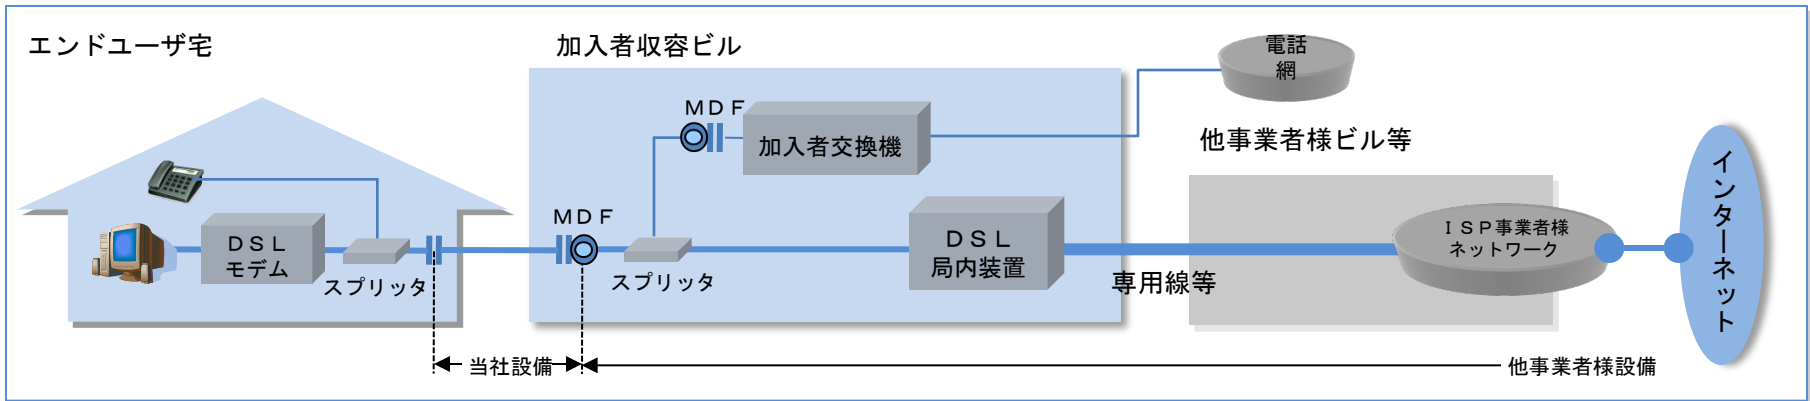 エンドユーザ宅
加入者収容ビル
電話
網
ＭＤＦ
加入者交換機
他事業者様ビル等
インターネット
ＭＤＦ
ＤＳＬ
モデム
スプリッタ
スプリッタ
ＤＳＬ
局内装置
専用線等
ＩＳＰ事業者様
ネットワーク
当社設備
他事業者様設備